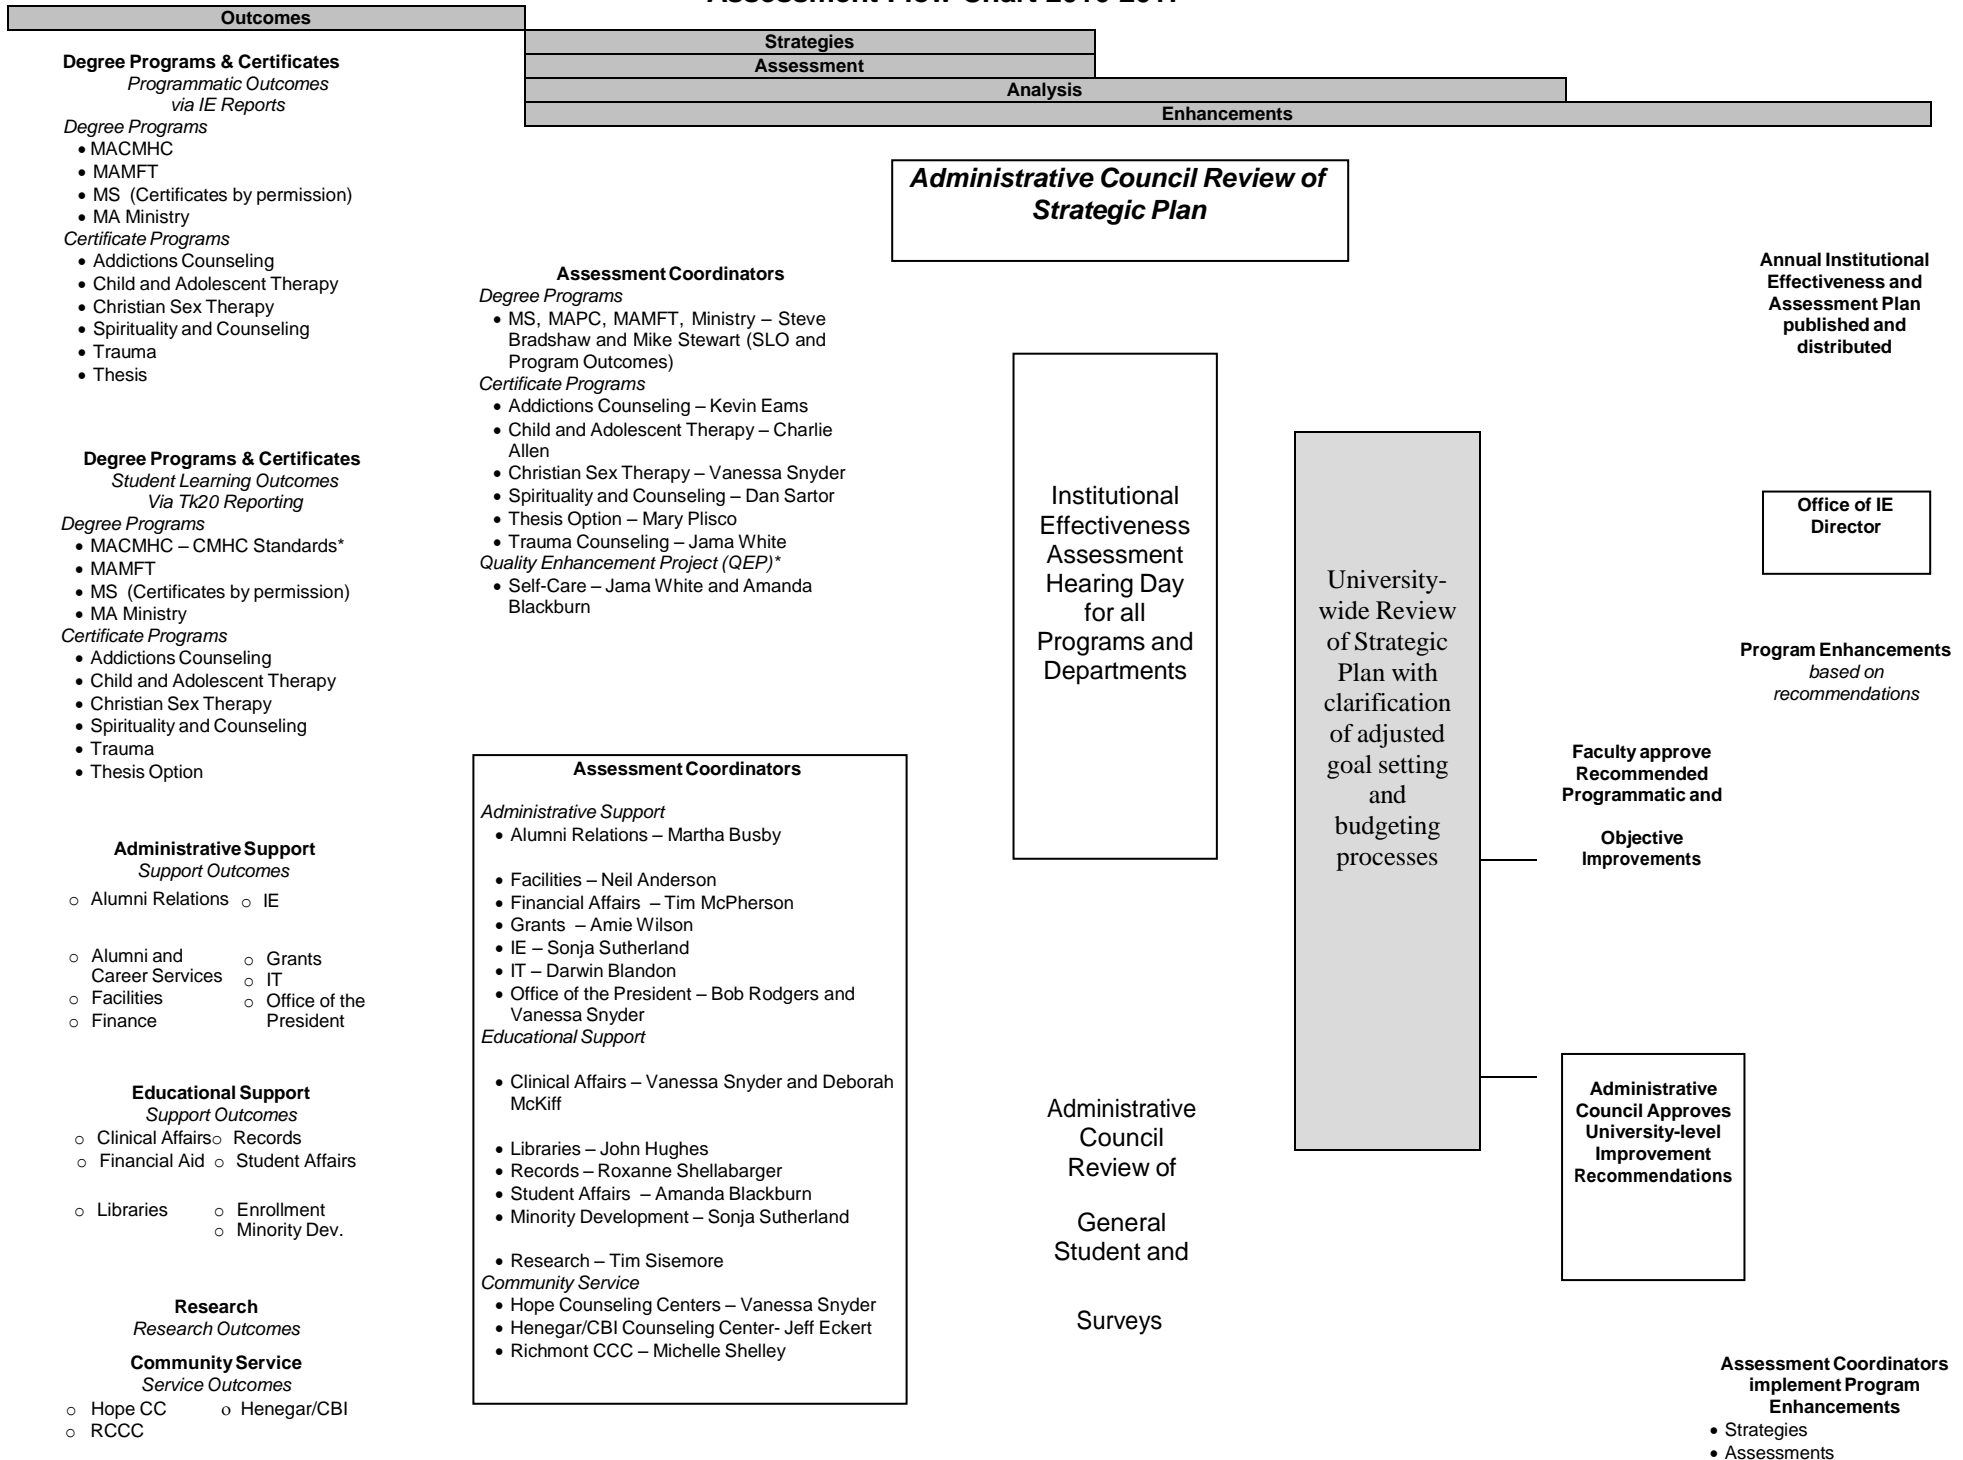 Assessment Flow Chart 2016-2017
Outcomes
Strategies
Assessment
Analysis
Enhancements
Degree Programs & Certificates
Programmatic Outcomes
via IE Reports
Degree Programs
• MACMHC
• MAMFT
• MS (Certificates by permission)
• MA Ministry
Certificate Programs
• Addictions Counseling
• Child and Adolescent Therapy
• Christian Sex Therapy
• Spirituality and Counseling
• Trauma
• Thesis
Degree Programs & Certificates
Student Learning Outcomes
Via Tk20 Reporting
Degree Programs
• MACMHC – CMHC Standards*
• MAMFT
• MS (Certificates by permission)
• MA Ministry
Certificate Programs
• Addictions Counseling
• Child and Adolescent Therapy
• Christian Sex Therapy
• Spirituality and Counseling
• Trauma
• Thesis Option
Administrative Support
Support Outcomes
o Alumni Relations o IE
o Alumni and
Career Services
o Facilities
o Finance
o Grants
o IT
o Office of the
President
Educational Support
Support Outcomes
o Clinical Affairs o Records
o Financial Aid o Student Affairs
o Libraries o Enrollment
o Minority Dev.
Research
Research Outcomes
Community Service
Service Outcomes
o Hope CC o Henegar/CBI
o RCCC
Assessment Coordinators
Degree Programs
• MS, MAPC, MAMFT, Ministry – Steve
Bradshaw and Mike Stewart (SLO and
Program Outcomes)
Certificate Programs
• Addictions Counseling – Kevin Eams
• Child and Adolescent Therapy – Charlie
Allen
• Christian Sex Therapy – Vanessa Snyder
• Spirituality and Counseling – Dan Sartor
• Thesis Option – Mary Plisco
• Trauma Counseling – Jama White
Quality Enhancement Project (QEP)*
• Self-Care – Jama White and Amanda
Blackburn
Assessment Coordinators
Administrative Support
• Alumni Relations – Martha Busby
• Facilities – Neil Anderson
• Financial Affairs – Tim McPherson
• Grants – Amie Wilson
• IE – Sonja Sutherland
• IT – Darwin Blandon
• Office of the President – Bob Rodgers and
Vanessa Snyder
Educational Support
• Clinical Affairs – Vanessa Snyder and Deborah
McKiff
• Libraries – John Hughes
• Records – Roxanne Shellabarger
• Student Affairs – Amanda Blackburn
• Minority Development – Sonja Sutherland
• Research – Tim Sisemore
Community Service
• Hope Counseling Centers – Vanessa Snyder
• Henegar/CBI Counseling Center- Jeff Eckert
• Richmont CCC – Michelle Shelley
Administrative Council Review of
Strategic Plan
Institutional
Effectiveness
Assessment
Hearing Day
for all
Programs and
Departments
Administrative
Council
Review of
General
Student and
Surveys
University-
wide Review
of Strategic
Plan with
clarification
of adjusted
goal setting
and
budgeting
processes
Annual Institutional
Effectiveness and
Assessment Plan
published and
distributed
Office of IE
Director
Program Enhancements
based on
recommendations
Faculty approve
Recommended
Programmatic and
Objective
Improvements
Administrative
Council Approves
University-level
Improvement
Recommendations
Assessment Coordinators
implement Program
Enhancements
• Strategies
• Assessments